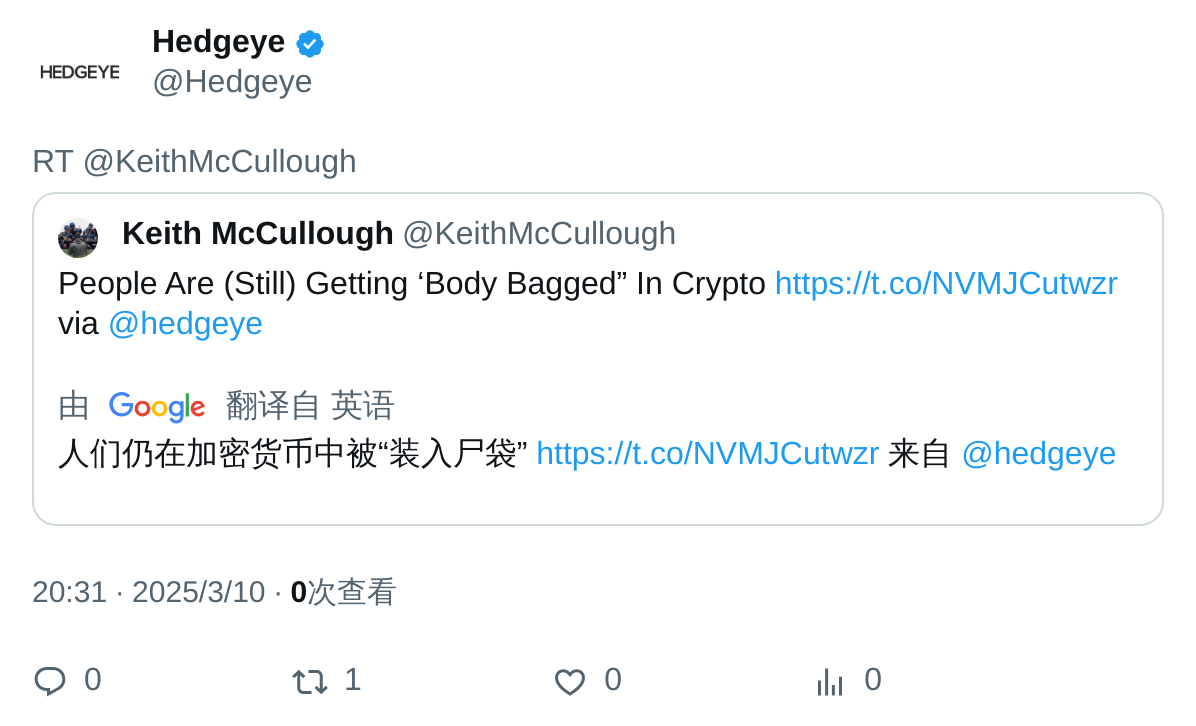 HEDGEYE
Hedgeye
@Hedgeye
RT @KeithMcCullough
Keith McCullough @KeithMcCullough
People Are (Still) Getting ‘Body Bagged” In Crypto https://t.co/NVMJCutwzr
via @hedgeye
由 Google 翻译自 英语
人们仍在加密货币中被“装入尸袋” https://t.co/NVMJCutwzr 来自 @hedgeye
20:31 · 2025/3/10 · 0次查看
0 1 0 0